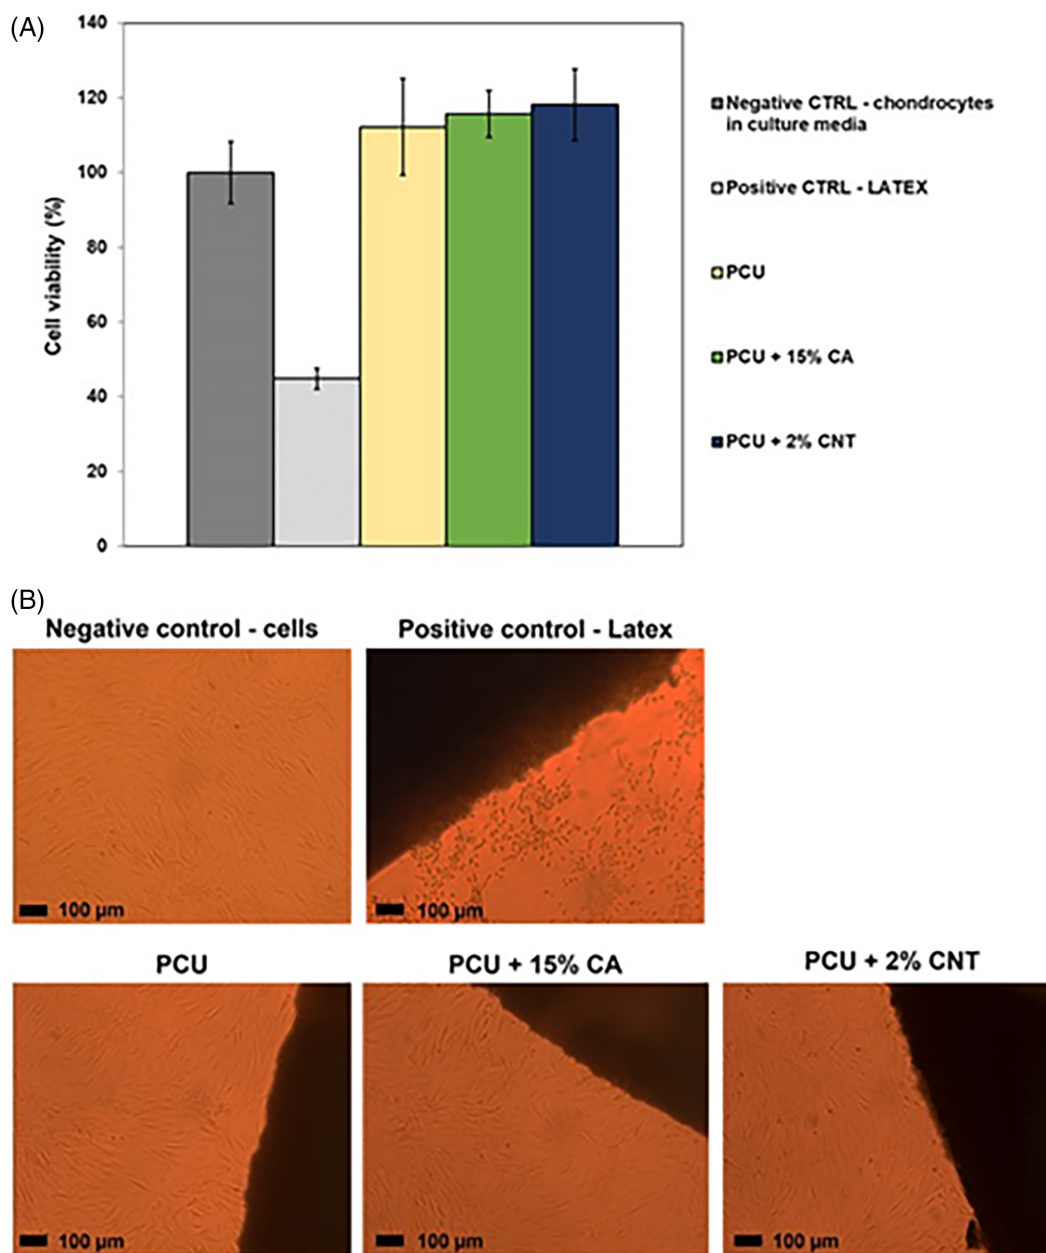 (A)
140
120
100
80
60
40
20
0
Cell viability (%)
Negative CTRL - chondrocytes
in culture media
Positive CTRL - LATEX
PCU
PCU + 15% CA
PCU + 2% CNT
(B)
Negative control - cells
Positive control - Latex
100 µm
100 µm
PCU
PCU + 15% CA
PCU + 2% CNT
100 µm
100 µm
100 µm